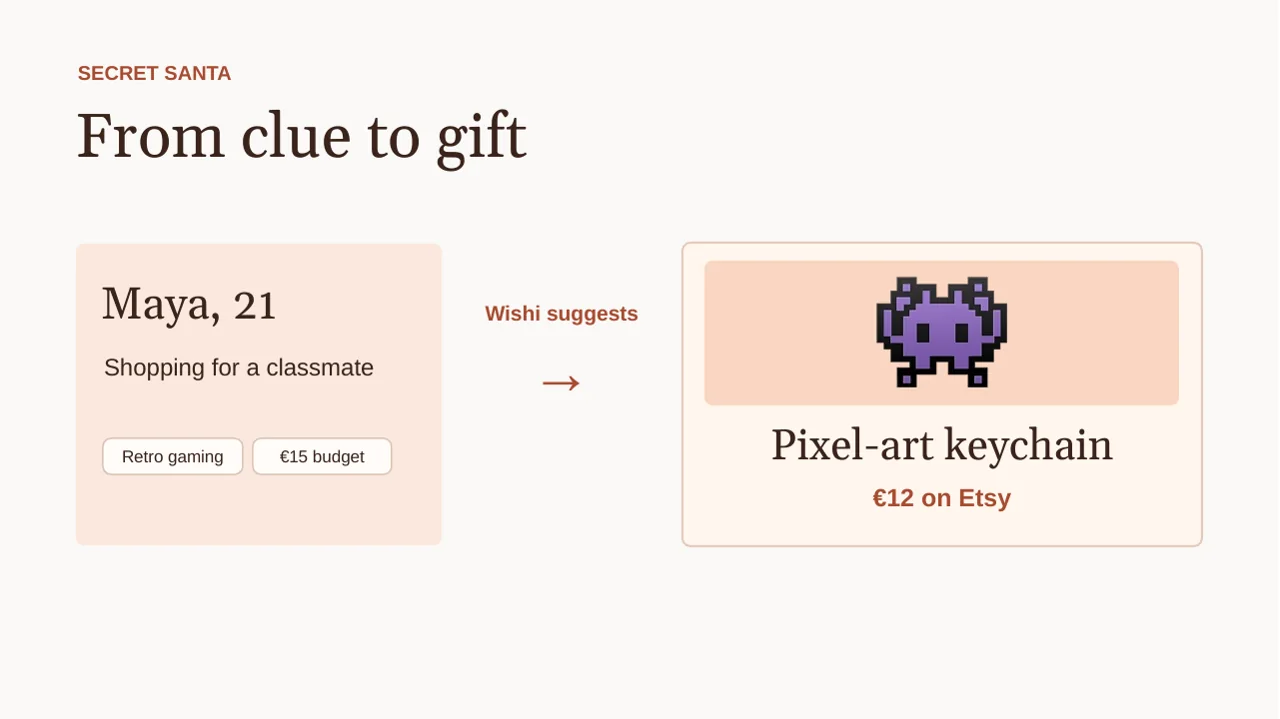 SECRET SANTA
From clue to gift
Maya, 21
Shopping for a classmate
Retro gaming
€15 budget
Wishi suggests
→
Pixel-art keychain
€12 on Etsy